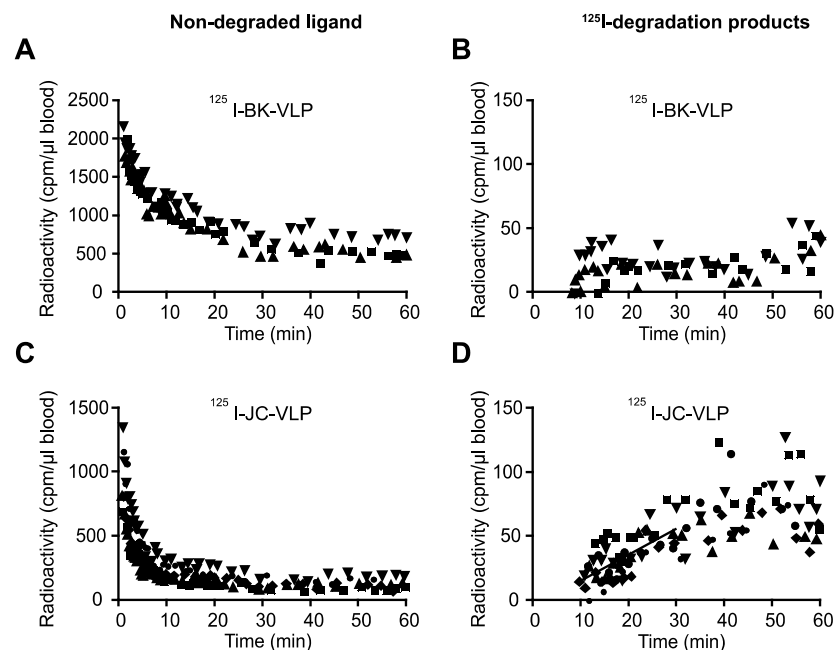 Non-degraded ligand
¹²⁵I-degradation products
A
Radioactivity (cpm/µl blood)
2500
2000
1500
1000
500
0
¹²⁵ I-BK-VLP
0 10 20 30 40 50 60
Time (min)
B
Radioactivity (cpm/µl blood)
150
100
50
0
¹²⁵ I-BK-VLP
0 10 20 30 40 50 60
Time (min)
C
Radioactivity (cpm/µl blood)
1500
1000
500
0
¹²⁵ I-JC-VLP
0 10 20 30 40 50 60
Time (min)
D
Radioactivity (cpm/µl blood)
150
100
50
0
¹²⁵ I-JC-VLP
0 10 20 30 40 50 60
Time (min)